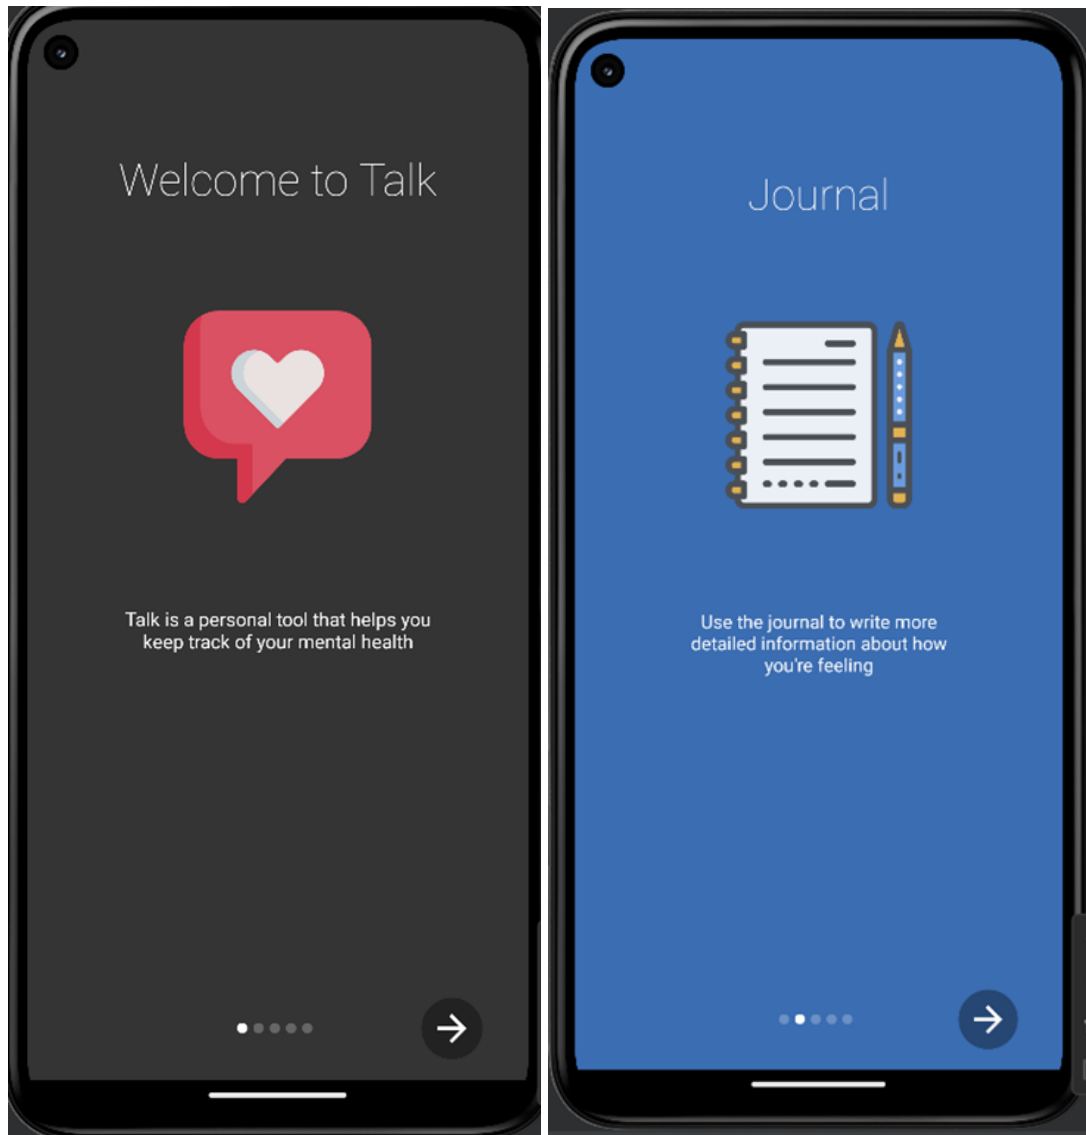 Welcome to Talk
Talk is a personal tool that helps you
keep track of your mental health
Journal
Use the journal to write more
detailed information about how
you're feeling